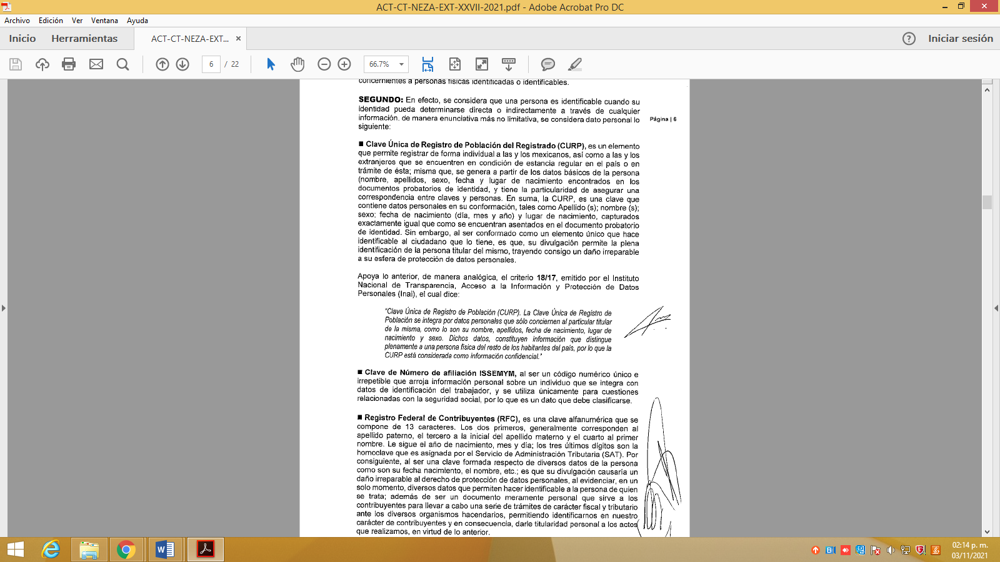 ACT-CT-NEZA-EXT-XXVII-2021.pdf - Adobe Acrobat Pro DC
Archivo Edición Ver Ventana Ayuda
Inicio Herramientas ACT-CT-NEZA-EXT... × Iniciar sesión
6 / 22 66.7%
concernientes a personas físicas identificadas o identificables.
SEGUNDO: En efecto, se considera que una persona es identificable cuando su
identidad pueda determinarse directa o indirectamente a través de cualquier
información. de manera enunciativa más no limitativa, se considera dato personal lo
siguiente:
Página | 6
■ Clave Única de Registro de Población del Registrado (CURP), es un elemento
que permite registrar de forma individual a las y los mexicanos, así como a las y los
extranjeros que se encuentren en condición de estancia regular en el país o en
trámite de ésta; misma que, se genera a partir de los datos básicos de la persona
(nombre, apellidos, sexo, fecha y lugar de nacimiento encontrados en los
documentos probatorios de identidad, y tiene la particularidad de asegurar una
correspondencia entre claves y personas. En suma, la CURP, es una clave que
contiene datos personales en su conformación, tales como Apellido (s); nombre (s);
sexo; fecha de nacimiento (día, mes y año) y lugar de nacimiento, capturados
exactamente igual que como se encuentran asentados en el documento probatorio
de identidad. Sin embargo, al ser conformado como un elemento único que hace
identificable al ciudadano que lo tiene, es que, su divulgación permite la plena
identificación de la persona titular del mismo, trayendo consigo un daño irreparable
a su esfera de protección de datos personales.
Apoya lo anterior, de manera analógica, el criterio 18/17, emitido por el Instituto
Nacional de Transparencia, Acceso a la Información y Protección de Datos
Personales (Inai), el cual dice:
"Clave Única de Registro de Población (CURP). La Clave Única de Registro de
Población se integra por datos personales que sólo conciernen al particular titular
de la misma, como lo son su nombre, apellidos, fecha de nacimiento, lugar de
nacimiento y sexo. Dichos datos, constituyen información que distingue
plenamente a una persona física del resto de los habitantes del país, por lo que la
CURP está considerada como información confidencial."
■ Clave de Número de afiliación ISSEMYM, al ser un código numérico único e
irrepetible que arroja información personal sobre un individuo que se integra con
datos de identificación del trabajador, y se utiliza únicamente para cuestiones
relacionadas con la seguridad social, por lo que es un dato que debe clasificarse.
■ Registro Federal de Contribuyentes (RFC), es una clave alfanumérica que se
compone de 13 caracteres. Los dos primeros, generalmente corresponden al
apellido paterno, el tercero a la inicial del apellido materno y el cuarto al primer
nombre. Le sigue el año de nacimiento, mes y día; los tres últimos dígitos son la
homoclave que es asignada por el Servicio de Administración Tributaria (SAT). Por
consiguiente, al ser una clave formada respecto de diversos datos de la persona
como son su fecha nacimiento, el nombre, etc.; es que su divulgación causaría un
daño irreparable al derecho de protección de datos personales, al evidenciar, en un
solo momento, diversos datos que permiten hacer identificable a la persona de quien
se trata; además de ser un documento meramente personal que sirve a los
contribuyentes para llevar a cabo una serie de trámites de carácter fiscal y tributario
ante los diversos organismos hacendarios, permitiendo identificarnos en nuestro
carácter de contribuyentes y en consecuencia, darle titularidad personal a los actos
que realizamos, en virtud de lo anterior.
02:14 p. m.
03/11/2021